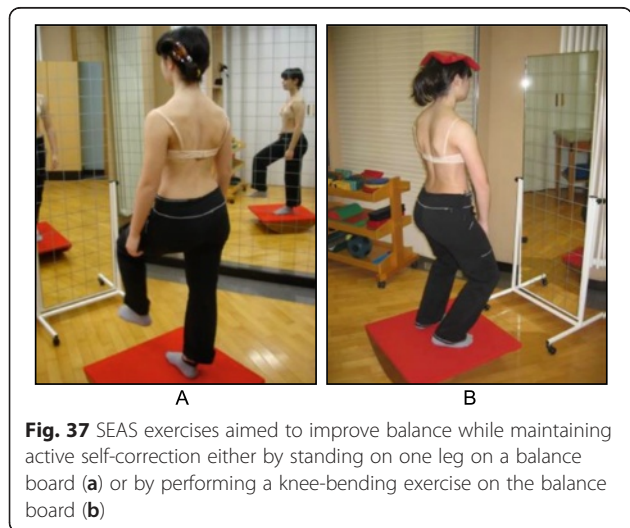 A
B
Fig. 37 SEAS exercises aimed to improve balance while maintaining
active self-correction either by standing on one leg on a balance
board (a) or by performing a knee-bending exercise on the balance
board (b)